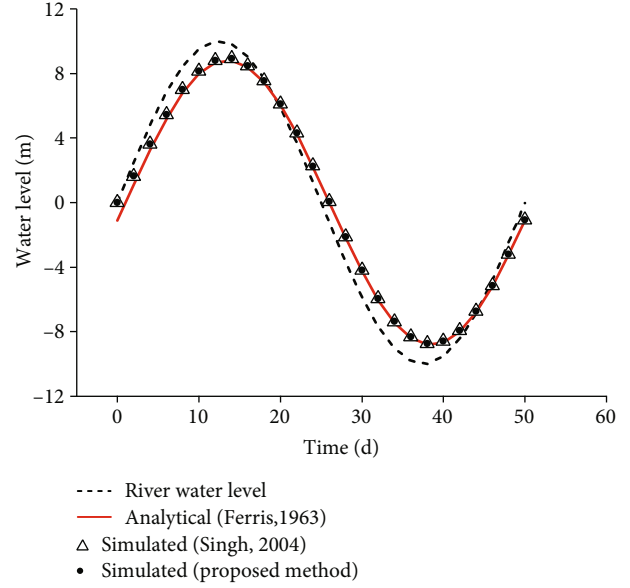 12
8
4
0
–4
–8
–12
Water level (m)
0 10 20 30 40 50 60
Time (d)
River water level
Analytical (Ferris,1963)
Simulated (Singh, 2004)
Simulated (proposed method)